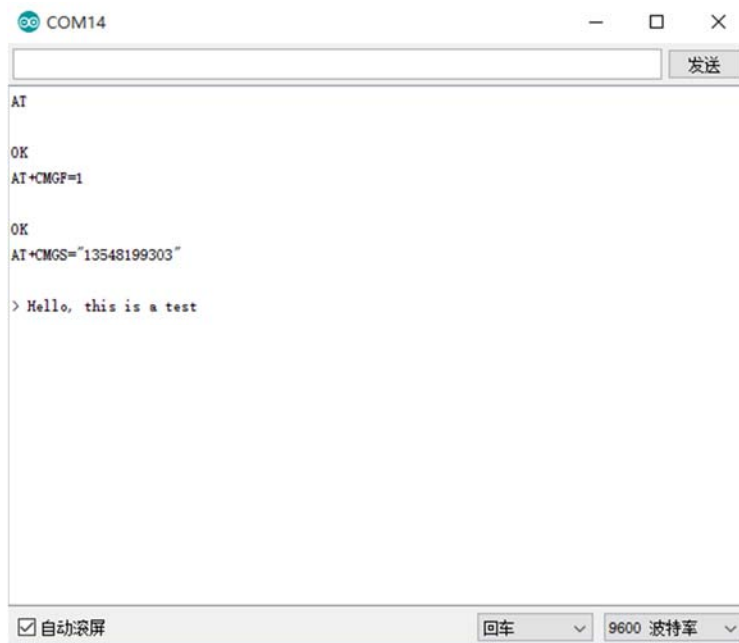 COM14
发送
AT
OK
AT+CMGF=1
OK
AT+CMGS="13548199303"
> Hello, this is a test
自动滚屏
回车
9600 波特率